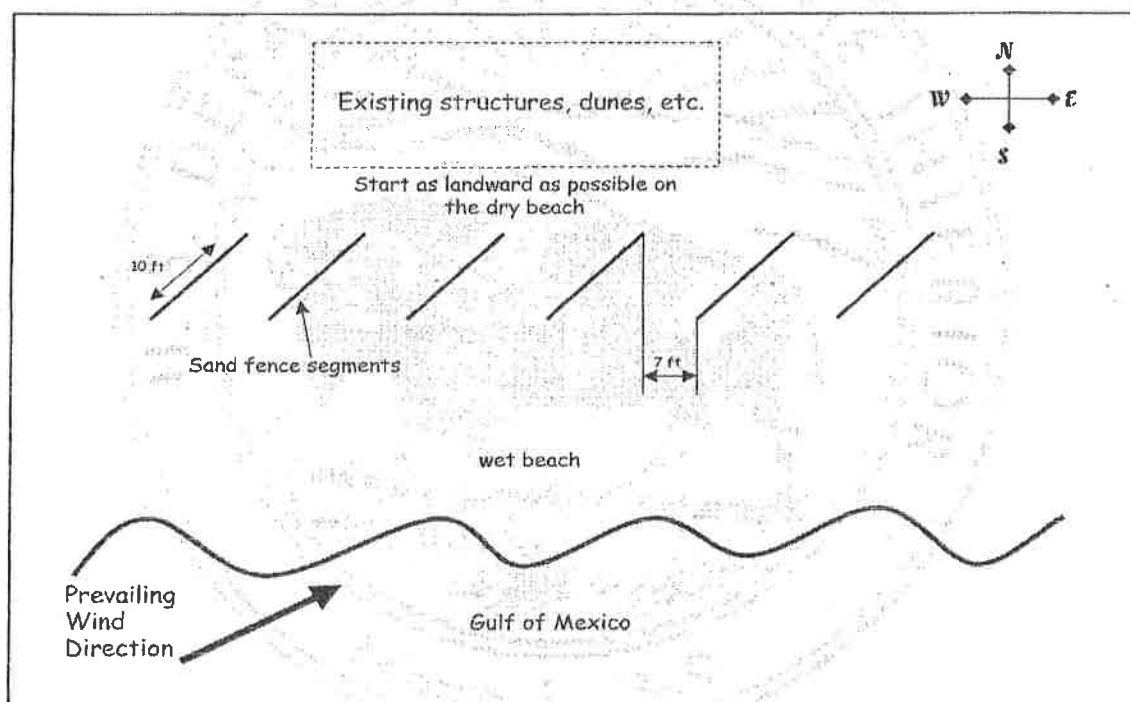 Existing structures, dunes, etc.
N
W
E
S
Start as landward as possible on
the dry beach
10 ft
Sand fence segments
7 ft
wet beach
Prevailing
Wind
Direction
Gulf of Mexico